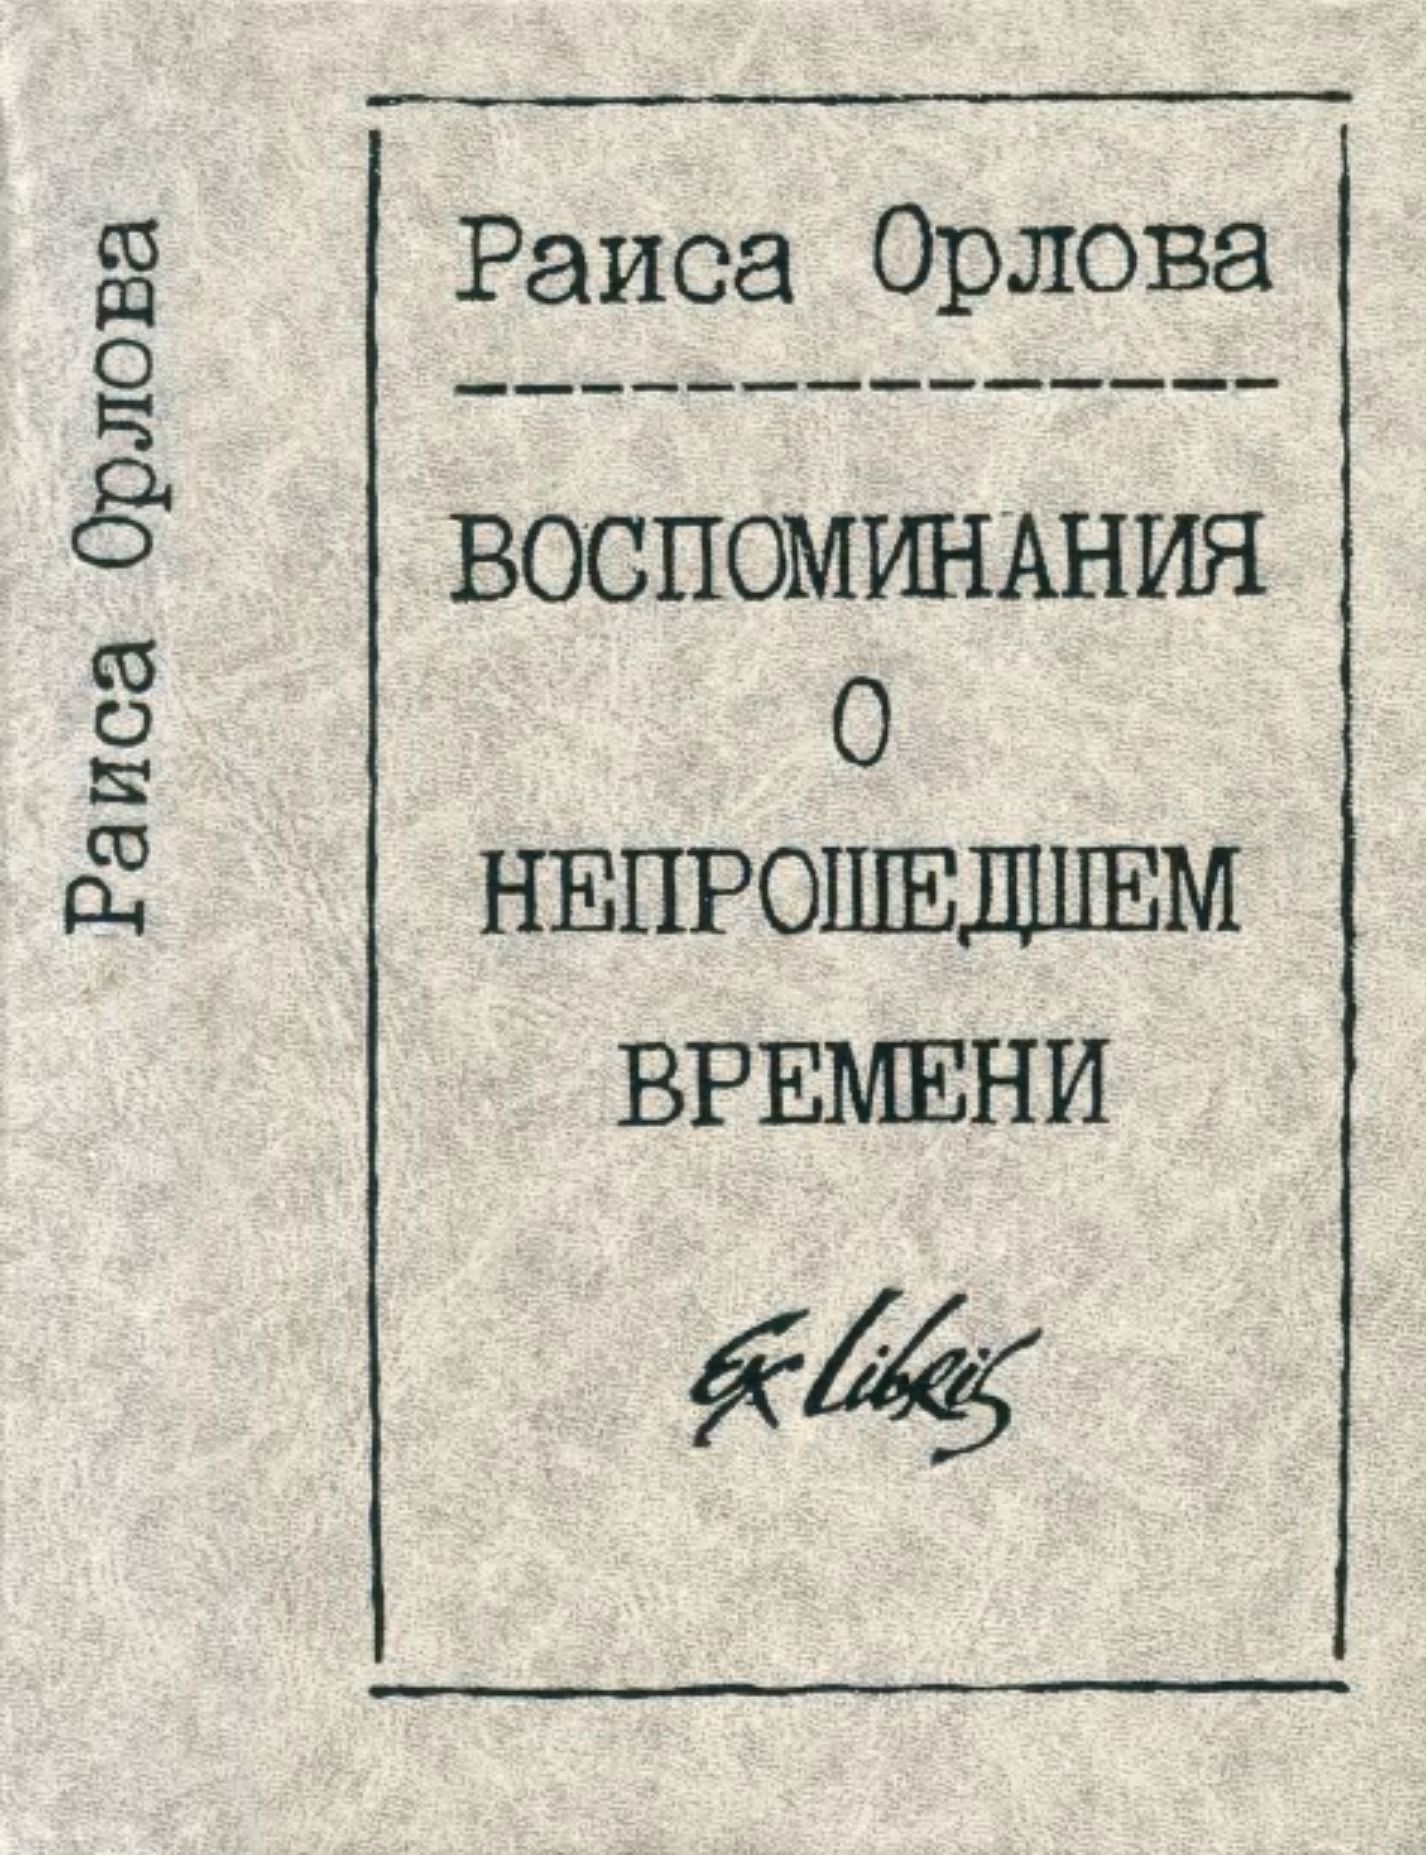 Раиса Орлова
Раиса Орлова
ВОСПОМИНАНИЯ
О
НЕПРОШЕДШЕМ
ВРЕМЕНИ
Ex Libris